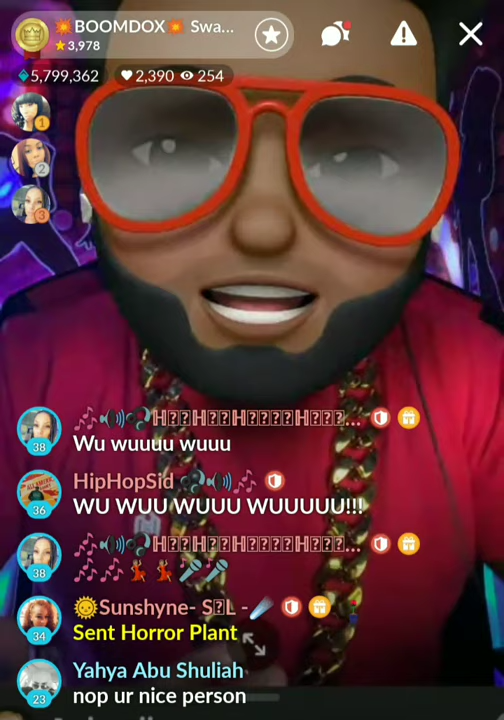 💥BOOMDOX💥 Swa...
★3,978
5,799,362 2,390 254
1
2
3
ℍ ℍ ℍ ℍ ...
38
Wu wuuuu wuuu
HipHopSid
36
WU WUU WUUU WUUUUU!!!
ℍ ℍ ℍ ℍ ...
38
🎶🎶💃💃🎤🎤
🌞Sunshyne- S L -☄
34
Sent Horror Plant
Yahya Abu Shuliah
23
nop ur nice person